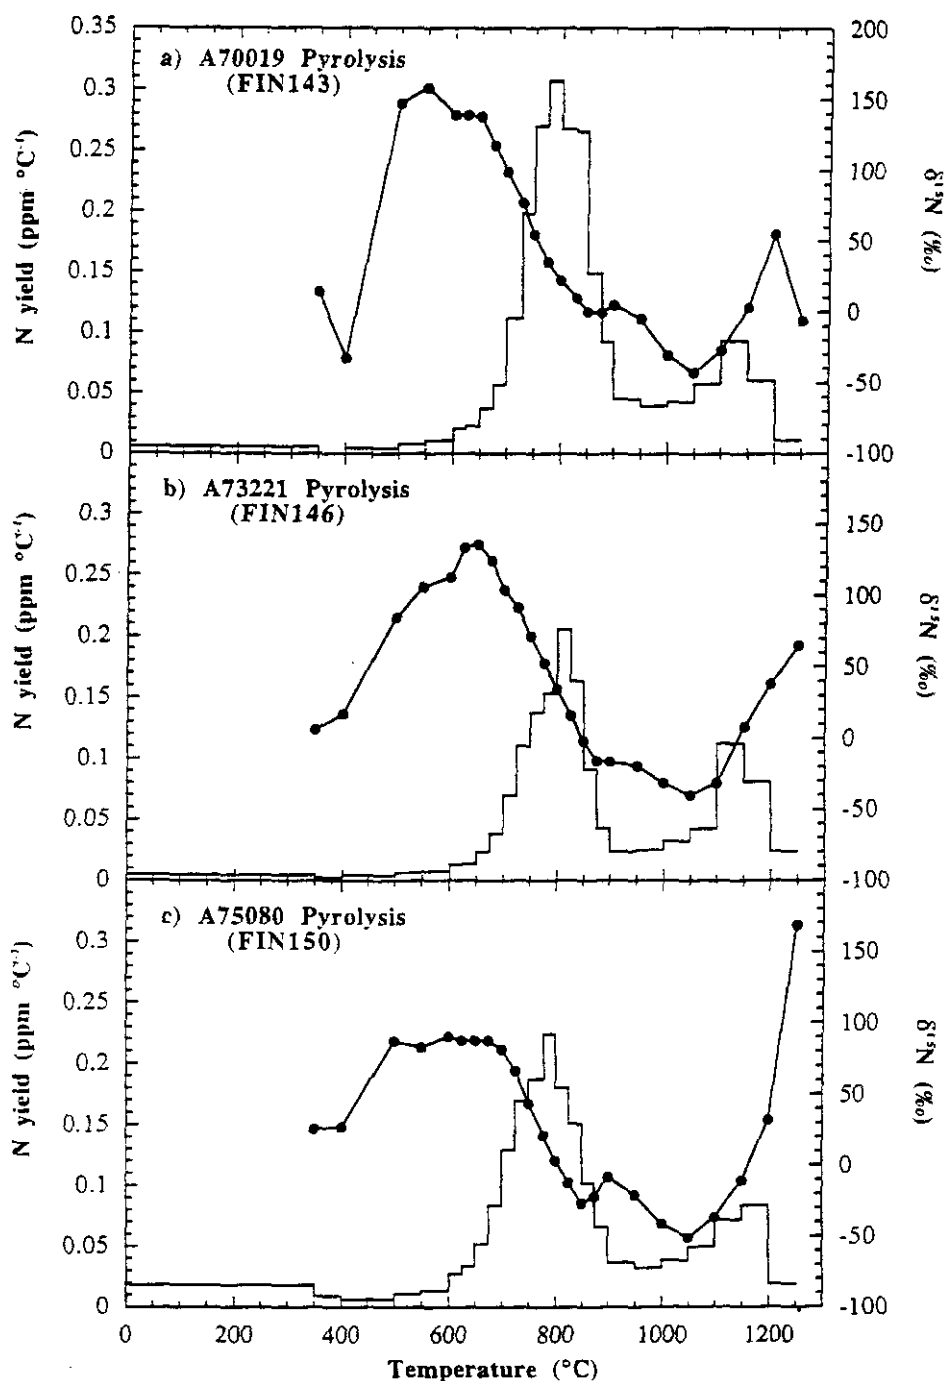 0.35
0.3
0.25
0.2
0.15
0.1
0.05
0
N yield (ppm °C⁻¹)
a) A70019 Pyrolysis
(FIN143)
200
150
100
50
0
-50
-100
δ¹⁵N (‰)
0.3
0.25
0.2
0.15
0.1
0.05
0
N yield (ppm °C⁻¹)
b) A73221 Pyrolysis
(FIN146)
150
100
50
0
-50
-100
δ¹⁵N (‰)
0.3
0.25
0.2
0.15
0.1
0.05
0
N yield (ppm °C⁻¹)
c) A75080 Pyrolysis
(FIN150)
150
100
50
0
-50
-100
δ¹⁵N (‰)
0 200 400 600 800 1000 1200
Temperature (°C)